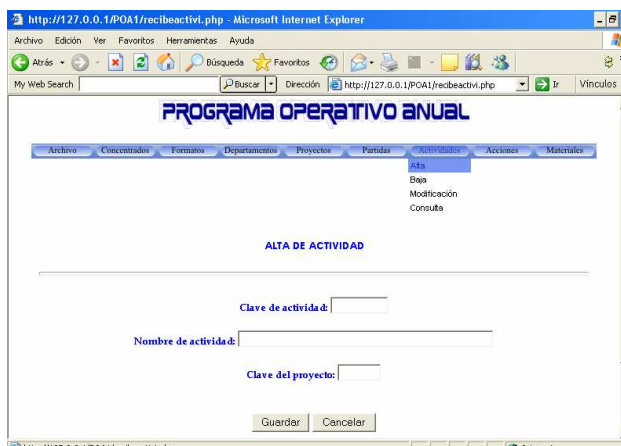 http://127.0.0.1/POA1/recibeactivi.php - Microsoft Internet Explorer
Archivo Edición Ver Favoritos Herramientas Ayuda
Atrás Búsqueda Favoritos
My Web Search Buscar Dirección http://127.0.0.1/POA1/recibeactivi.php Ir Vínculos
PROGRAMA OPERATIVO ANUAL
Archivo Concentrados Formatos Departamentos Proyectos Partidas Actividades Acciones Materiales
Alta
Baja
Modificación
Consulta
ALTA DE ACTIVIDAD
Clave de actividad:
Nombre de actividad:
Clave del proyecto:
Guardar Cancelar